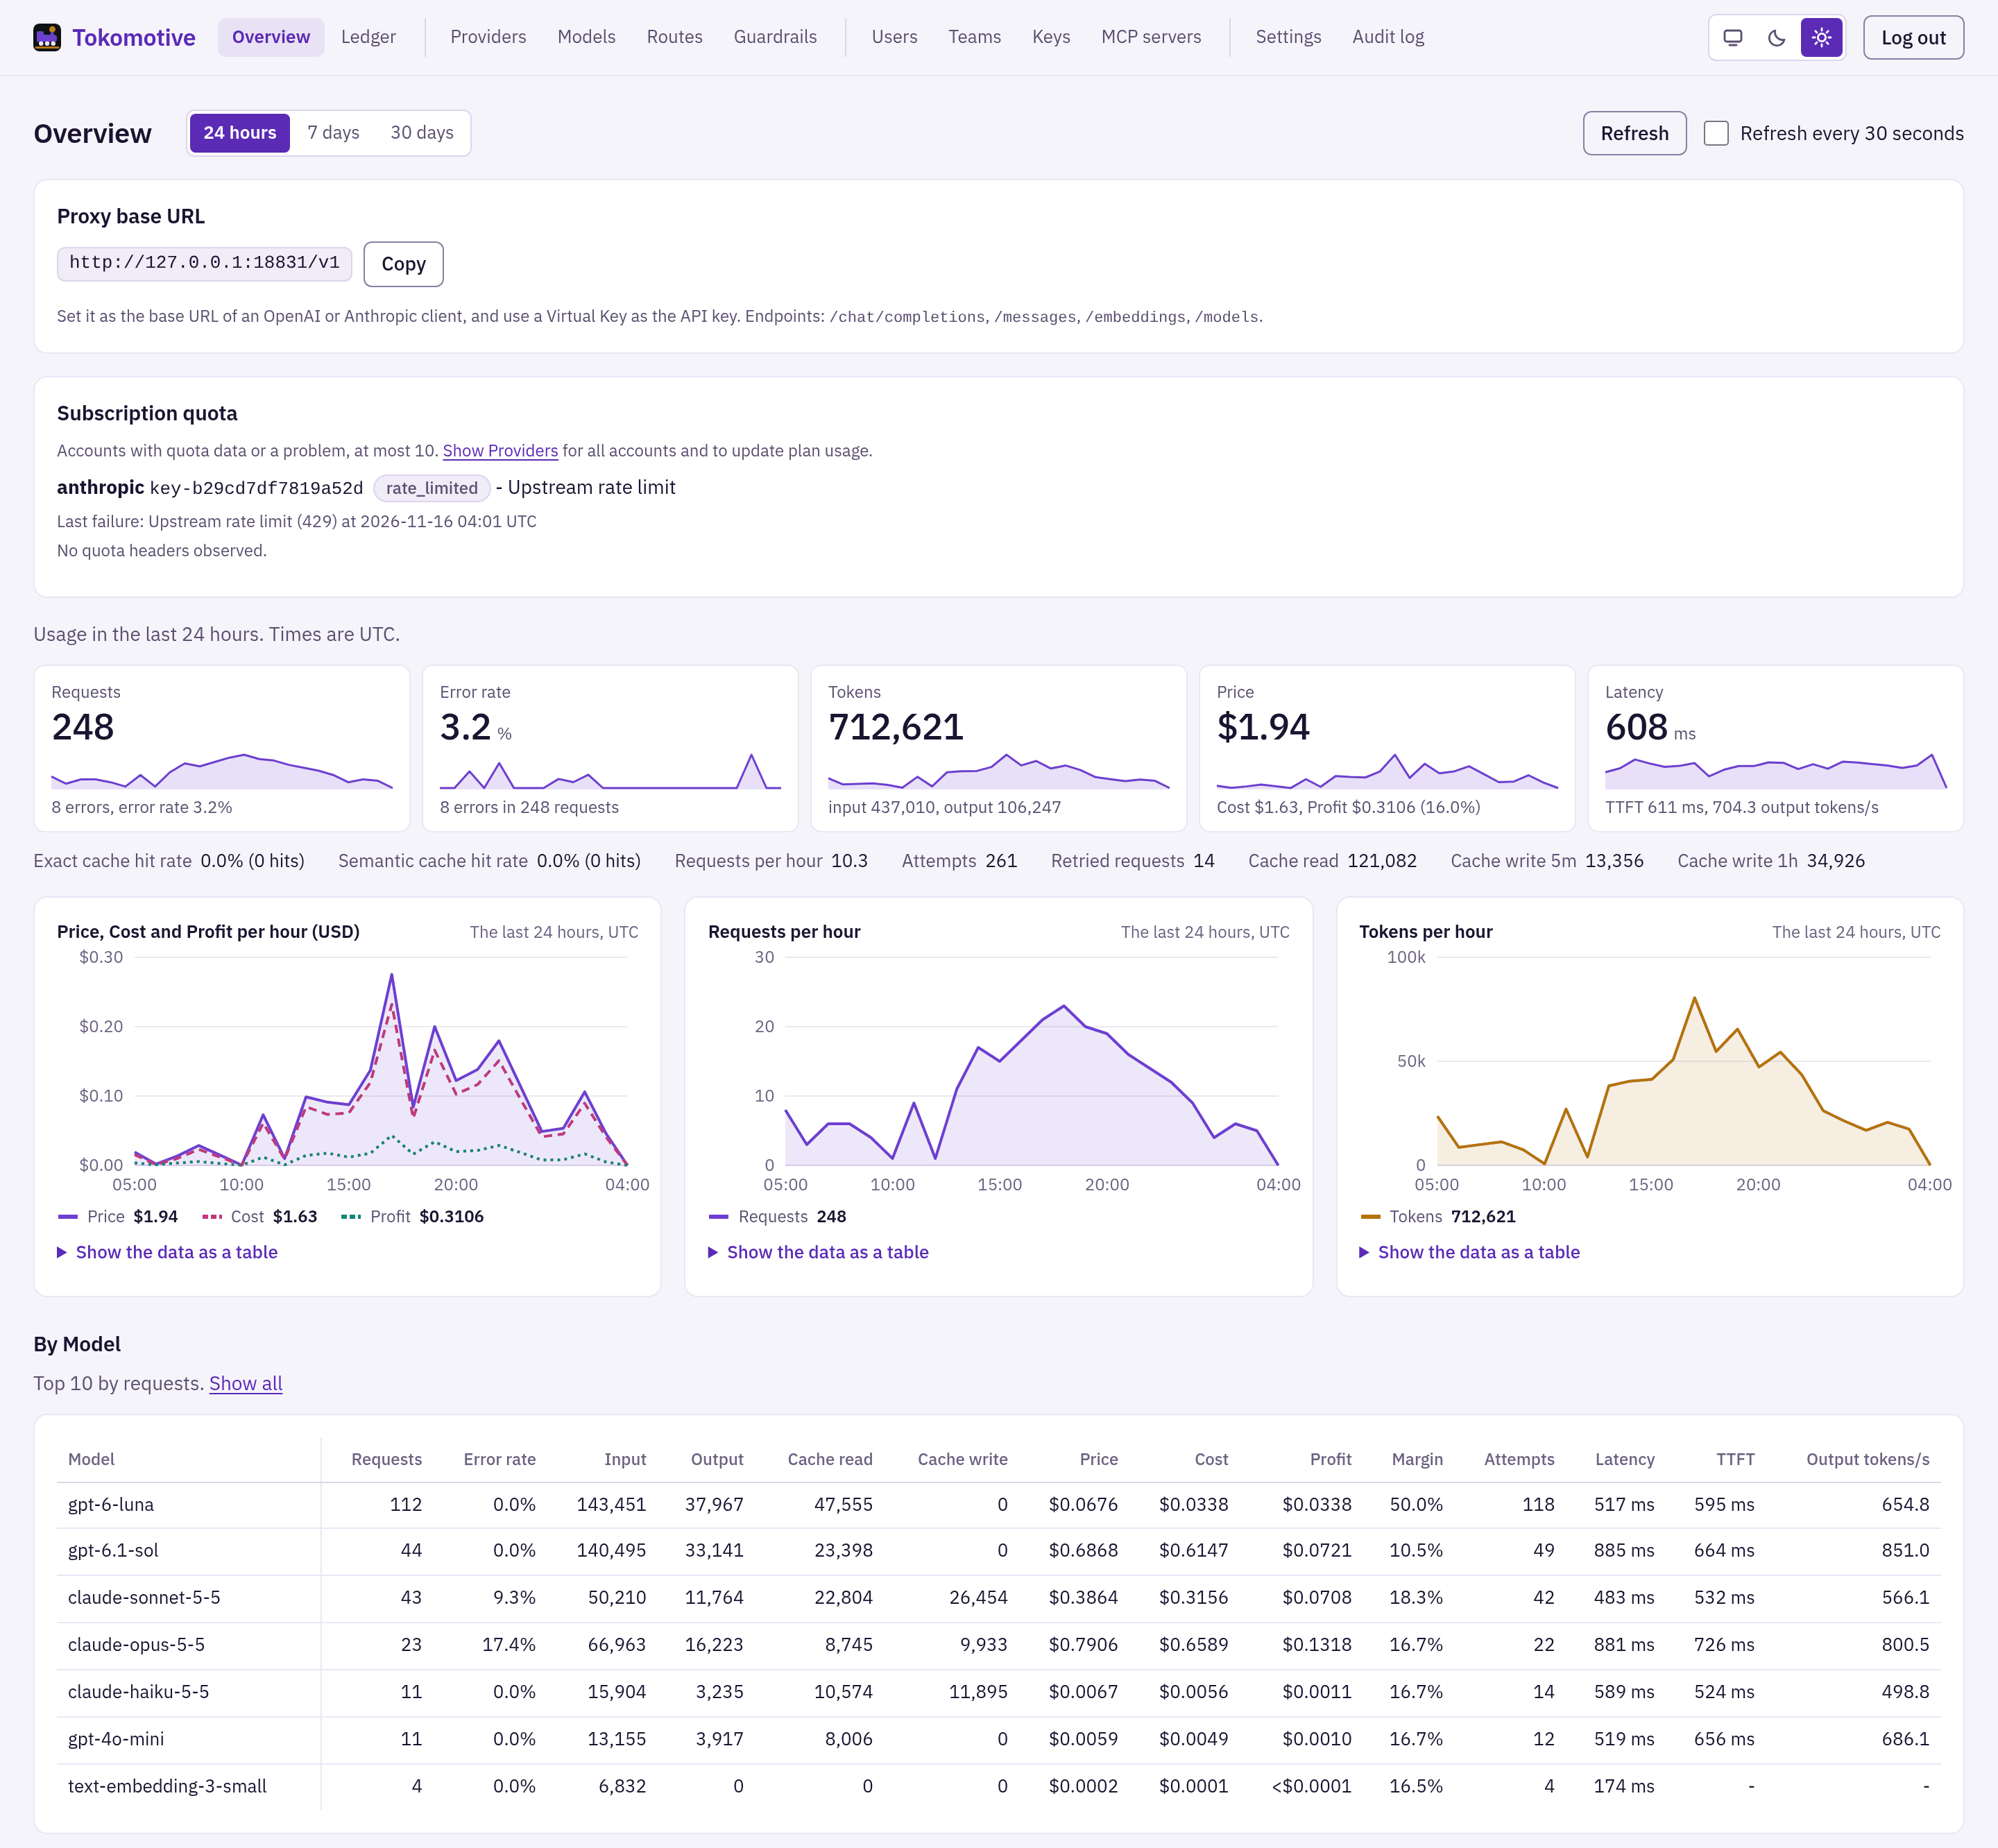 Tokomotive Overview Ledger Providers Models Routes Guardrails Users Teams Keys MCP servers Settings Audit log Log out
Overview 24 hours 7 days 30 days Refresh Refresh every 30 seconds
Proxy base URL
http://127.0.0.1:18831/v1 Copy
Set it as the base URL of an OpenAI or Anthropic client, and use a Virtual Key as the API key. Endpoints: /chat/completions, /messages, /embeddings, /models.
Subscription quota
Accounts with quota data or a problem, at most 10. Show Providers for all accounts and to update plan usage.
anthropic key-b29cd7df7819a52d rate_limited - Upstream rate limit
Last failure: Upstream rate limit (429) at 2026-11-16 04:01 UTC
No quota headers observed.
Usage in the last 24 hours. Times are UTC.
Requests
248
8 errors, error rate 3.2%
Error rate
3.2 %
8 errors in 248 requests
Tokens
712,621
input 437,010, output 106,247
Price
$1.94
Cost $1.63, Profit $0.3106 (16.0%)
Latency
608 ms
TTFT 611 ms, 704.3 output tokens/s
Exact cache hit rate 0.0% (0 hits) Semantic cache hit rate 0.0% (0 hits) Requests per hour 10.3 Attempts 261 Retried requests 14 Cache read 121,082 Cache write 5m 13,356 Cache write 1h 34,926
Price, Cost and Profit per hour (USD) The last 24 hours, UTC
$0.30
$0.20
$0.10
$0.00
05:00 10:00 15:00 20:00 04:00
Price $1.94 Cost $1.63 Profit $0.3106
Show the data as a table
Requests per hour The last 24 hours, UTC
30
20
10
0
05:00 10:00 15:00 20:00 04:00
Requests 248
Show the data as a table
Tokens per hour The last 24 hours, UTC
100k
50k
0
05:00 10:00 15:00 20:00 04:00
Tokens 712,621
Show the data as a table
By Model
Top 10 by requests. Show all
Model Requests Error rate Input Output Cache read Cache write Price Cost Profit Margin Attempts Latency TTFT Output tokens/s
gpt-6-luna 112 0.0% 143,451 37,967 47,555 0 $0.0676 $0.0338 $0.0338 50.0% 118 517 ms 595 ms 654.8
gpt-6.1-sol 44 0.0% 140,495 33,141 23,398 0 $0.6868 $0.6147 $0.0721 10.5% 49 885 ms 664 ms 851.0
claude-sonnet-5-5 43 9.3% 50,210 11,764 22,804 26,454 $0.3864 $0.3156 $0.0708 18.3% 42 483 ms 532 ms 566.1
claude-opus-5-5 23 17.4% 66,963 16,223 8,745 9,933 $0.7906 $0.6589 $0.1318 16.7% 22 881 ms 726 ms 800.5
claude-haiku-5-5 11 0.0% 15,904 3,235 10,574 11,895 $0.0067 $0.0056 $0.0011 16.7% 14 589 ms 524 ms 498.8
gpt-4o-mini 11 0.0% 13,155 3,917 8,006 0 $0.0059 $0.0049 $0.0010 16.7% 12 519 ms 656 ms 686.1
text-embedding-3-small 4 0.0% 6,832 0 0 0 $0.0002 $0.0001 <$0.0001 16.5% 4 174 ms - -